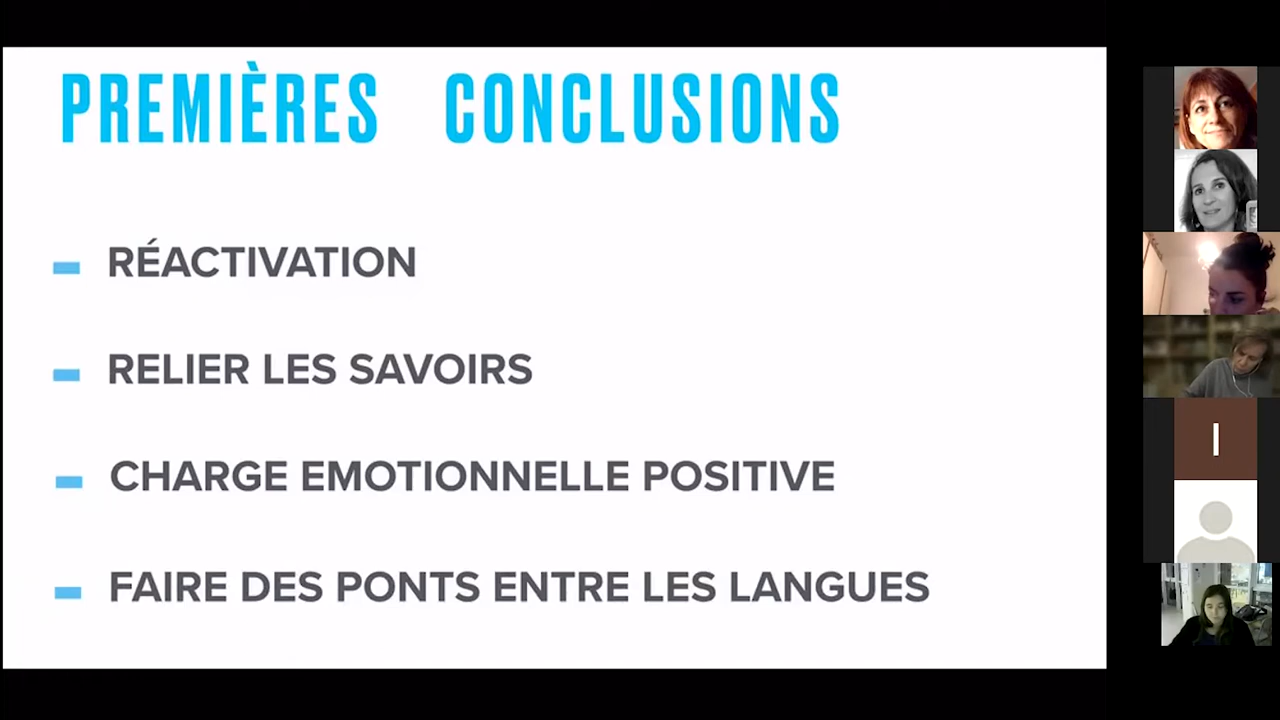 PREMIÈRES CONCLUSIONS
RÉACTIVATION
RELIER LES SAVOIRS
CHARGE EMOTIONNELLE POSITIVE
FAIRE DES PONTS ENTRE LES LANGUES
I